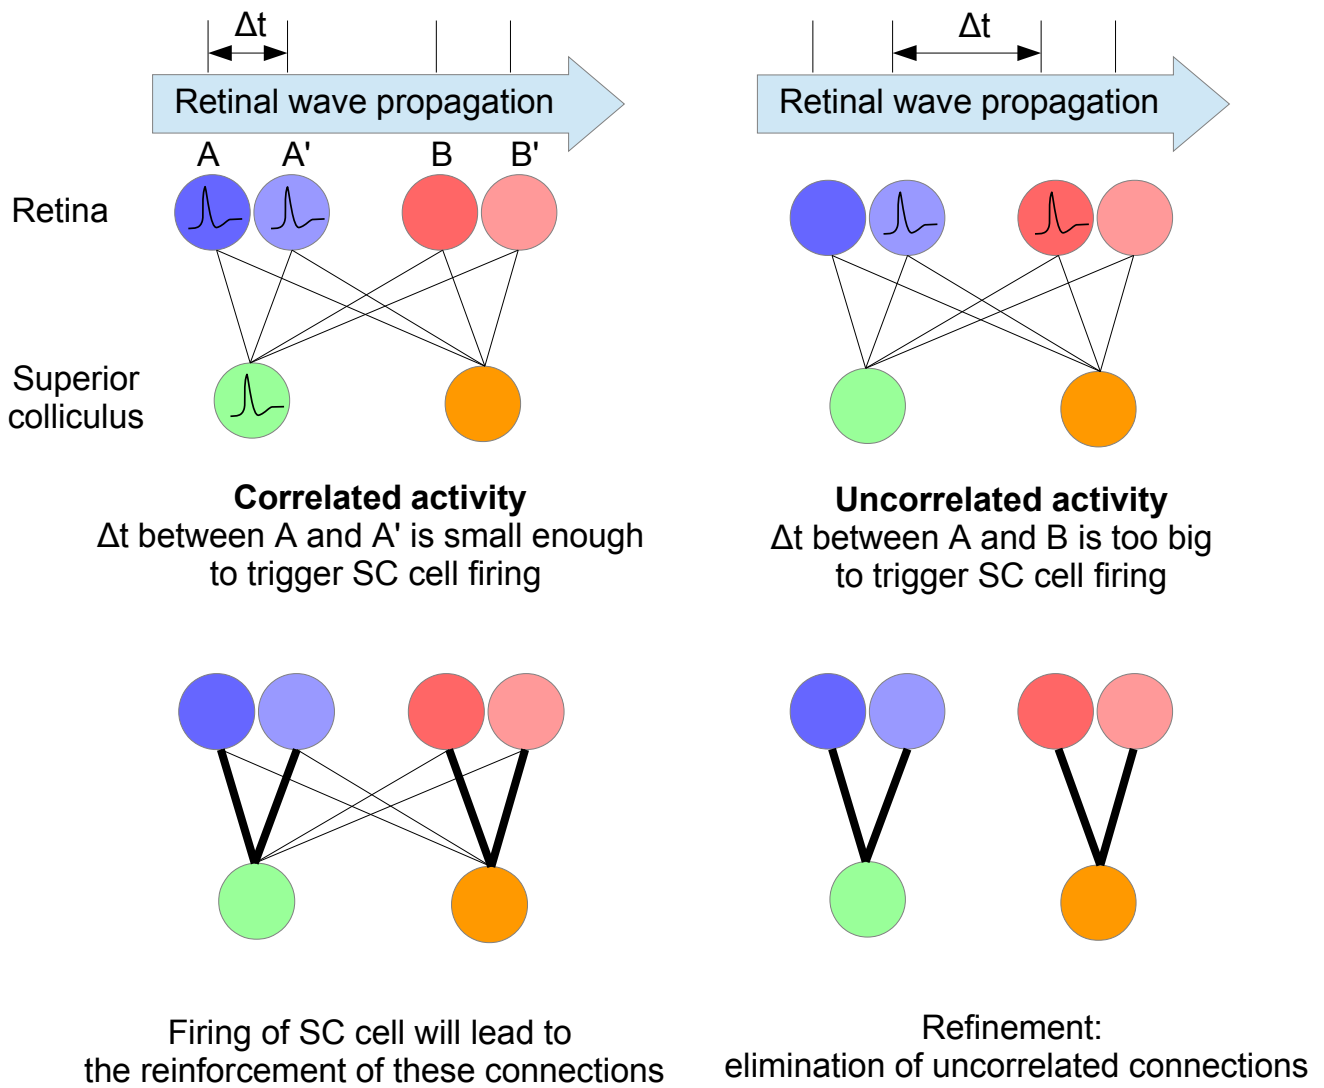 Δt
Δt
Retinal wave propagation
Retinal wave propagation
A
A'
B
B'
Retina
Superior
colliculus
Correlated activity
Δt between A and A' is small enough
to trigger SC cell firing
Uncorrelated activity
Δt between A and B is too big
to trigger SC cell firing
Firing of SC cell will lead to
the reinforcement of these connections
Refinement:
elimination of uncorrelated connections